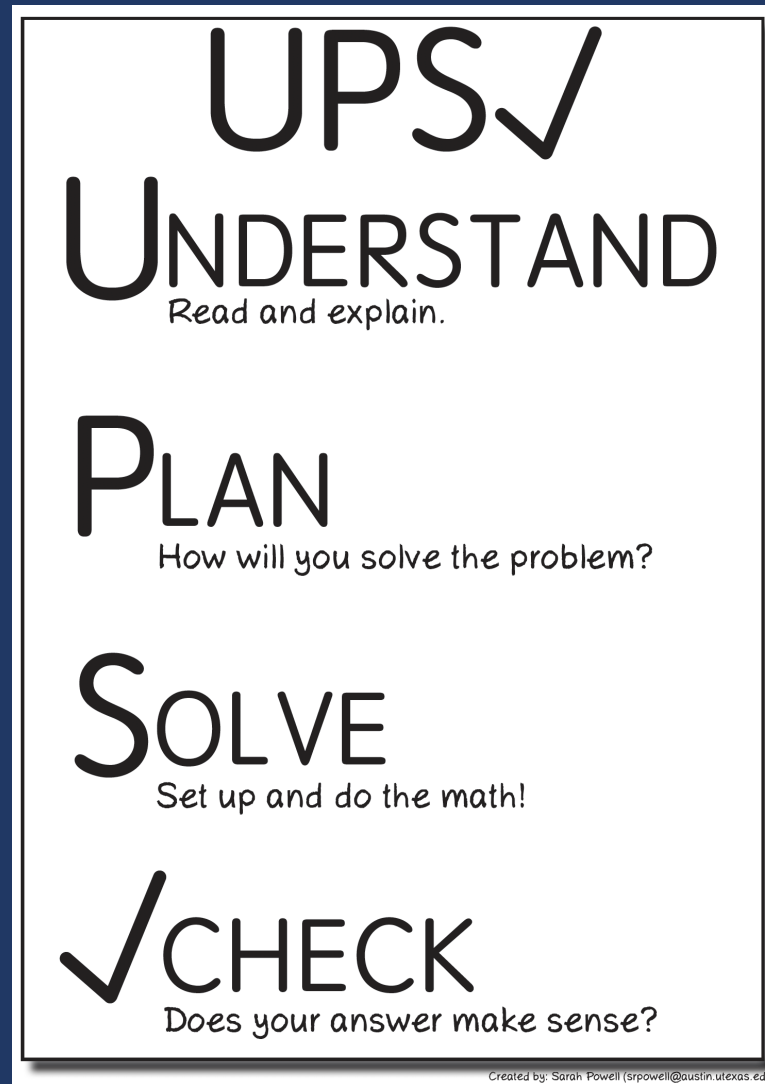 UPS✓
UNDERSTAND
Read and explain.
PLAN
How will you solve the problem?
SOLVE
Set up and do the math!
✓CHECK
Does your answer make sense?
Created by: Sarah Powell (srpowell@austin.utexas.ed